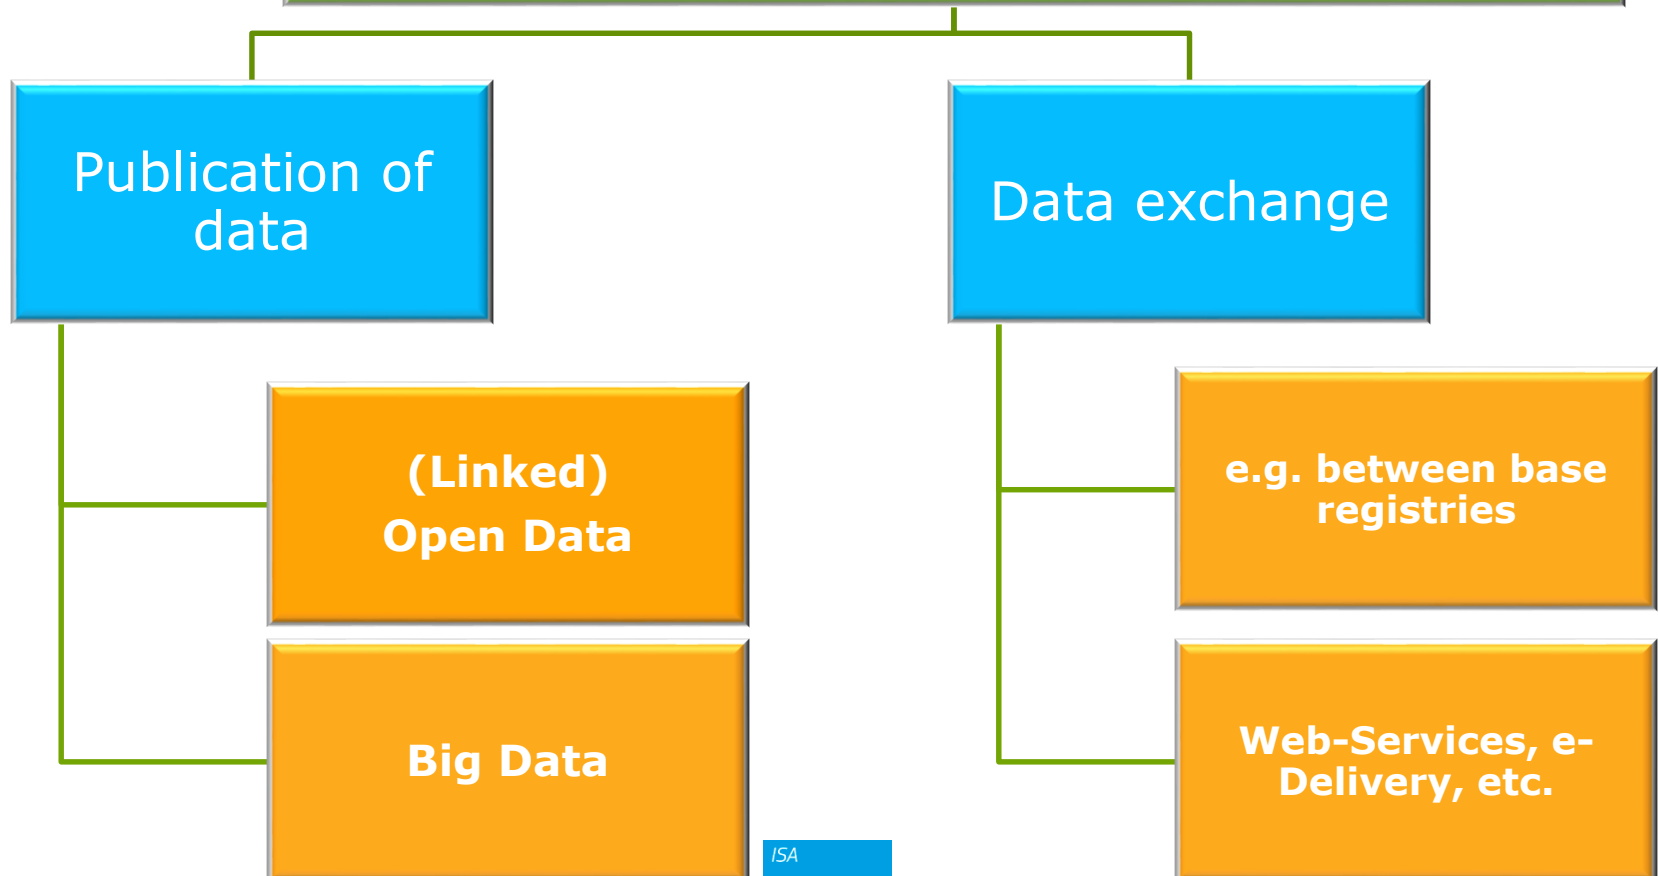 Publication of
data
Data exchange
(Linked)
Open Data
e.g. between base
registries
Big Data
Web-Services, e-
Delivery, etc.
ISA